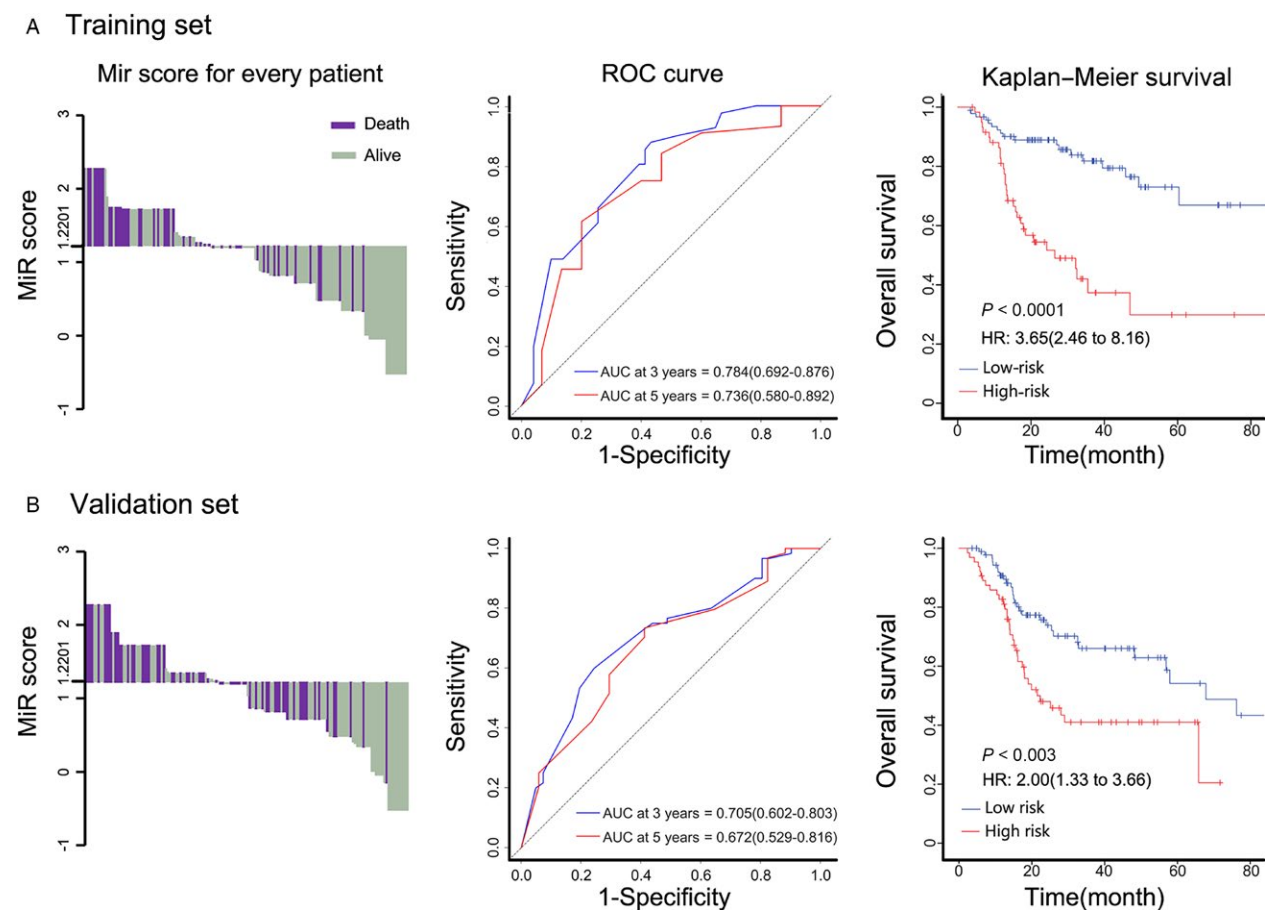 A Training set
Mir score for every patient
MiR score
3
2
1.2201
1
0
-1
Death
Alive
ROC curve
Sensitivity
1.0
0.8
0.6
0.4
0.2
0.0
AUC at 3 years = 0.784(0.692-0.876)
AUC at 5 years = 0.736(0.580-0.892)
0.0 0.2 0.4 0.6 0.8 1.0
1-Specificity
Kaplan–Meier survival
Overall survival
1.0
0.8
0.6
0.4
0.2
0
P < 0.0001
HR: 3.65(2.46 to 8.16)
Low-risk
High-risk
0 20 40 60 80
Time(month)
B Validation set
MiR score
3
2
1.2201
1
0
-1
Sensitivity
1.0
0.8
0.6
0.4
0.2
0.0
AUC at 3 years = 0.705(0.602-0.803)
AUC at 5 years = 0.672(0.529-0.816)
0.0 0.2 0.4 0.6 0.8 1.0
1-Specificity
Overall survival
1.0
0.8
0.6
0.4
0.2
0
P < 0.003
HR: 2.00(1.33 to 3.66)
Low risk
High risk
0 20 40 60 80
Time(month)